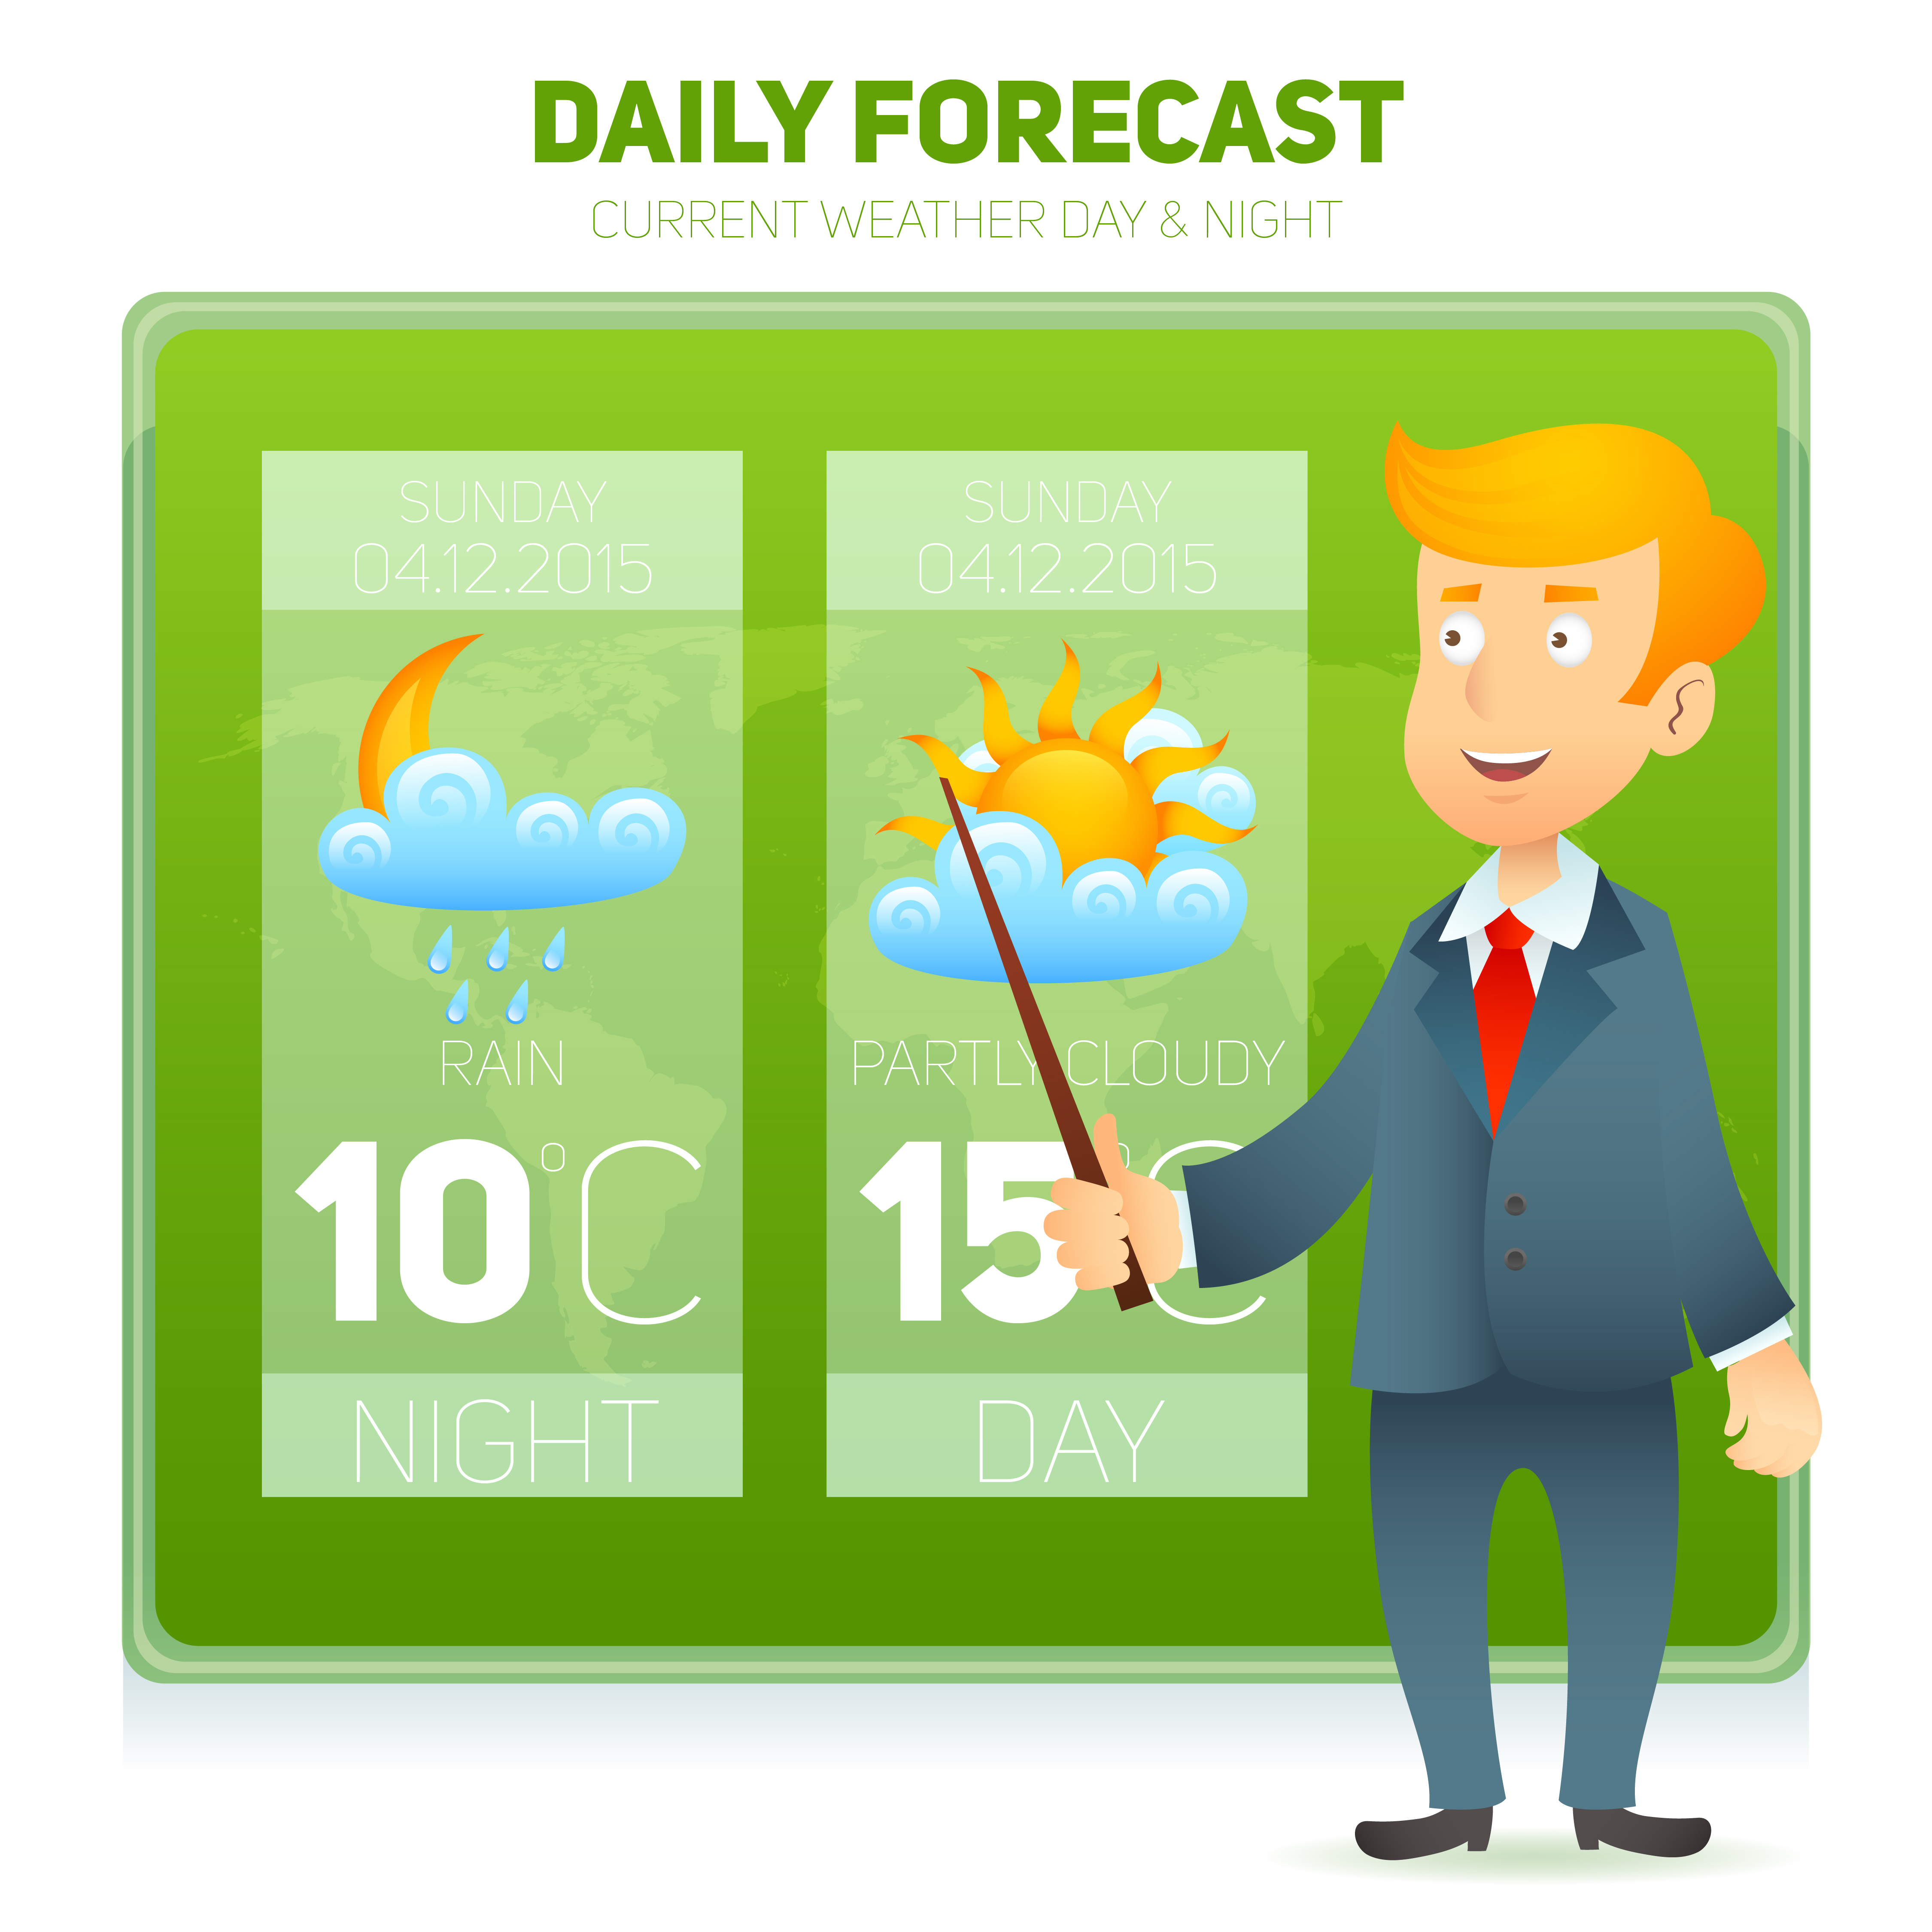 DAILY FORECAST
CURRENT WEATHER DAY & NIGHT
SUNDAY
04.12.2015
RAIN
10°C
NIGHT
SUNDAY
04.12.2015
PARTLY CLOUDY
15°C
DAY